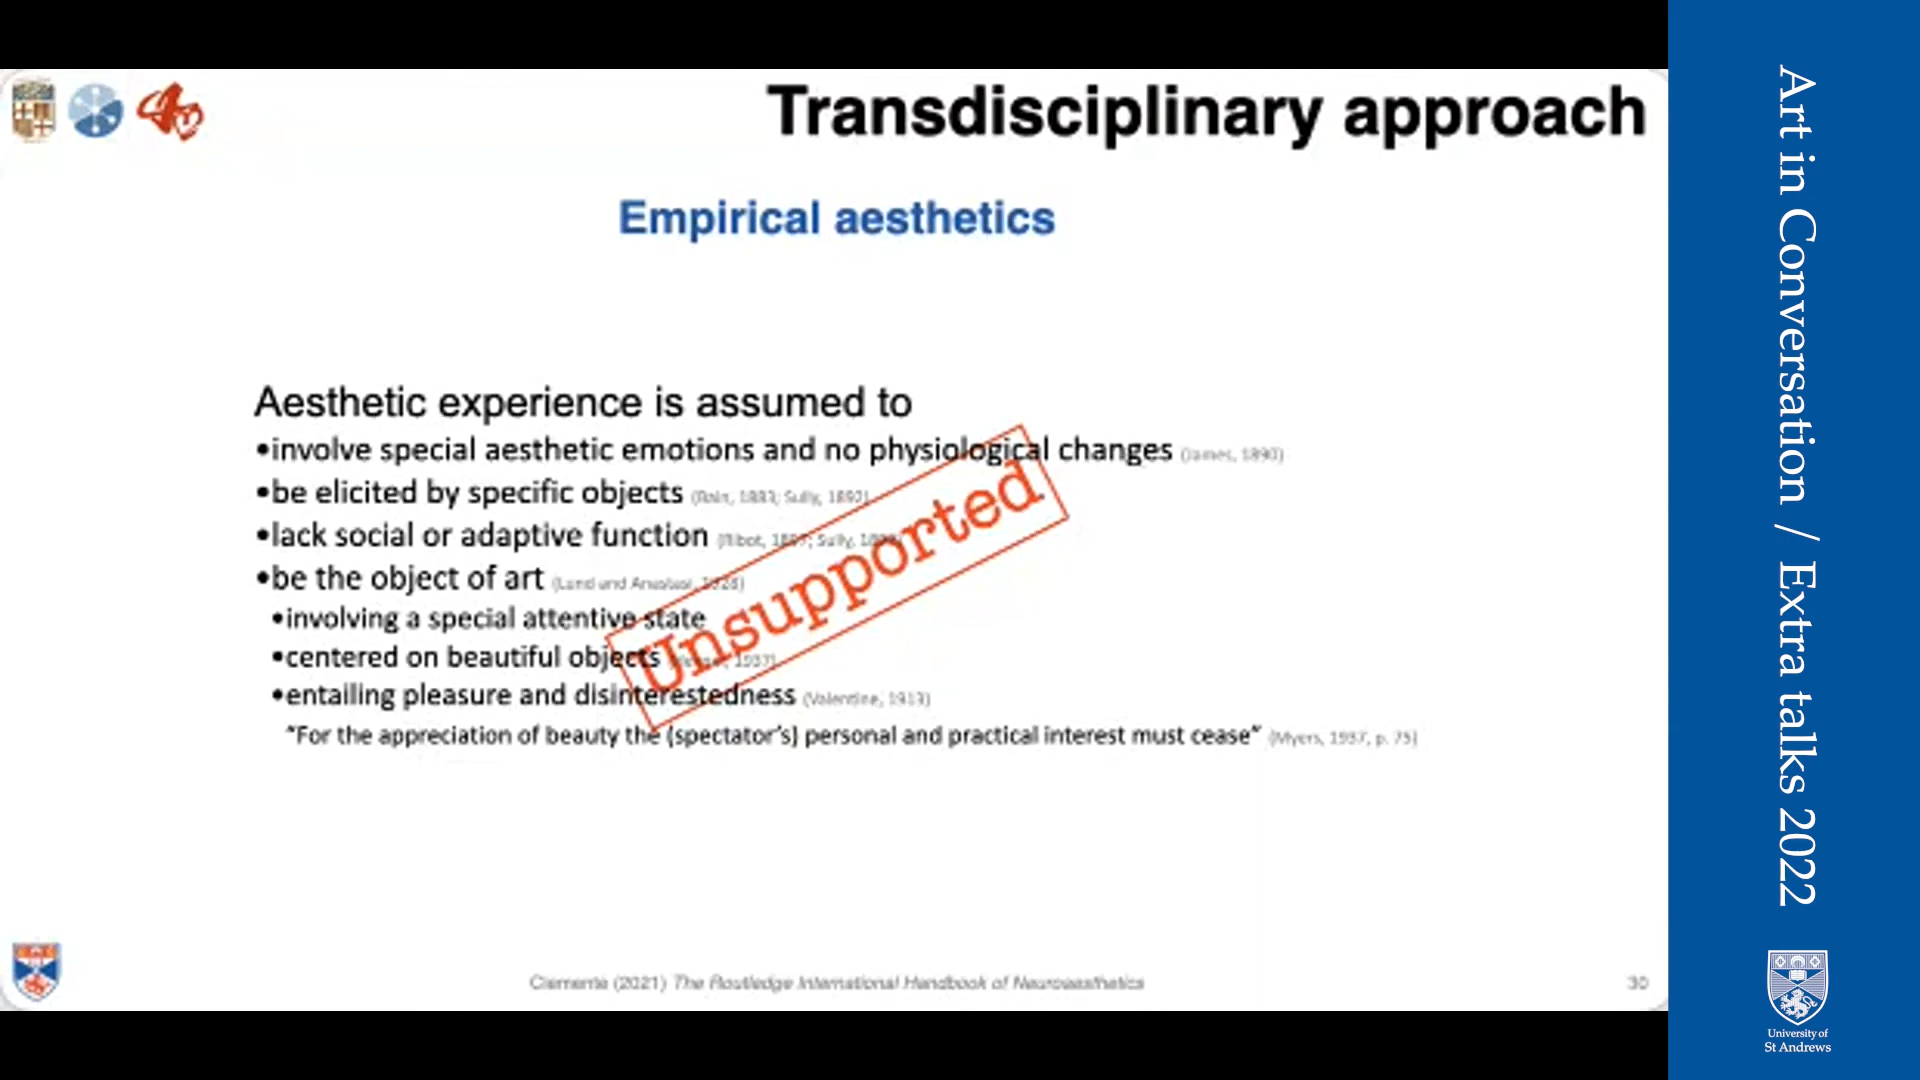 Transdisciplinary approach
Empirical aesthetics
Aesthetic experience is assumed to
•involve special aesthetic emotions and no physiological changes (James, 1890)
•be elicited by specific objects (Bain, 1883; Sully, 1892)
•lack social or adaptive function (Ribot, Sully,
•be the object of art (Lund and Anastasi, 1928)
•involving a special attentive state
•centered on beautiful objects 1937)
•entailing pleasure and disinterestedness (Valentine, 1913)
"For the appreciation of beauty the (spectator's) personal and practical interest must cease" (Myers, 1937, p. 75)
Unsupported
Clemente (2021) The Routledge International Handbook of Neuroaesthetics
30
Art in Conversation / Extra talks 2022
University of
St Andrews